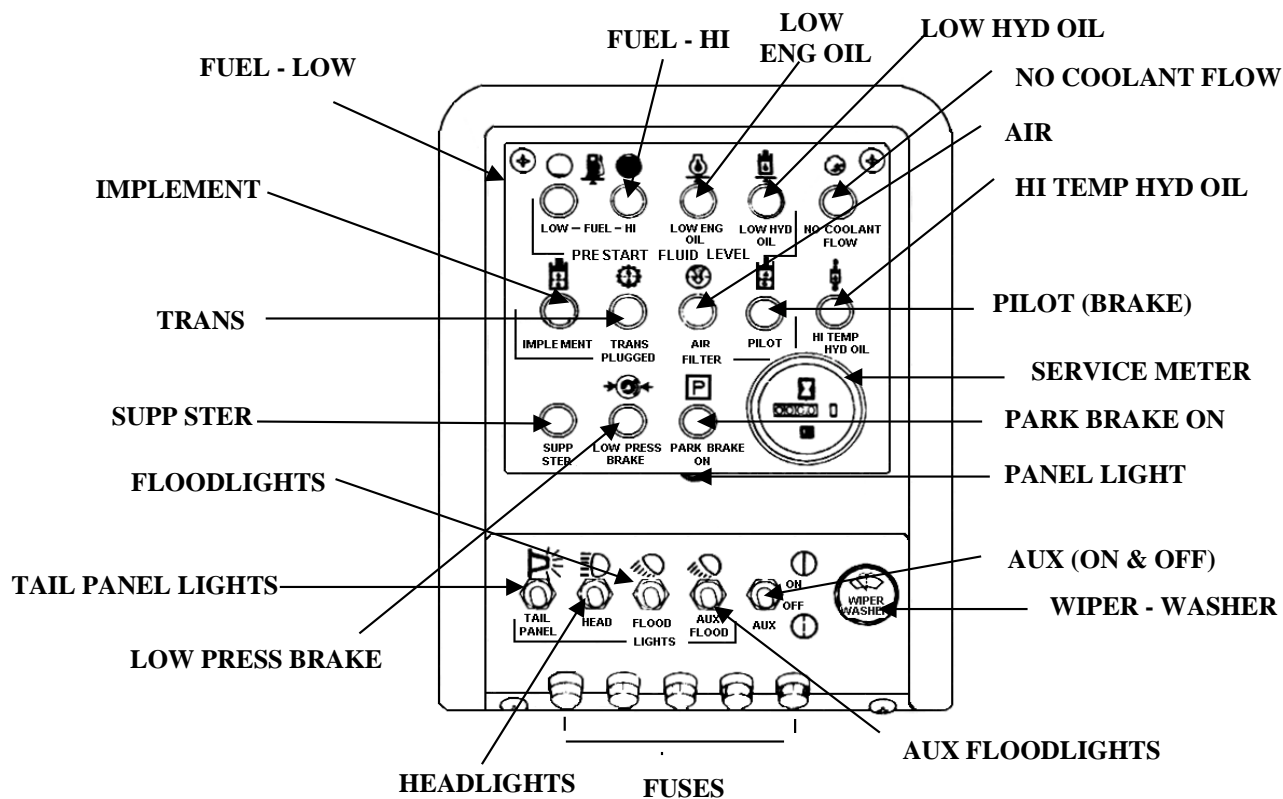 LOW
ENG OIL
FUEL - HI
LOW HYD OIL
FUEL - LOW
NO COOLANT FLOW
AIR
IMPLEMENT
HI TEMP HYD OIL
TRANS
PILOT (BRAKE)
SERVICE METER
SUPP STER
PARK BRAKE ON
FLOODLIGHTS
PANEL LIGHT
TAIL PANEL LIGHTS
AUX (ON & OFF)
WIPER - WASHER
LOW PRESS BRAKE
AUX FLOODLIGHTS
HEADLIGHTS
FUSES
LOW – FUEL – HI
LOW ENG
OIL
LOW HYD
OIL
NO COOLANT
FLOW
PRE START FLUID LEVEL
IMPLEMENT
TRANS
AIR
PILOT
PLUGGED FILTER
HI TEMP
HYD OIL
SUPP
STER
LOW PRESS
BRAKE
P
PARK BRAKE
ON
TAIL
PANEL
HEAD
FLOOD
AUX
FLOOD
LIGHTS
AUX
ON
OFF
WIPER
WASHER